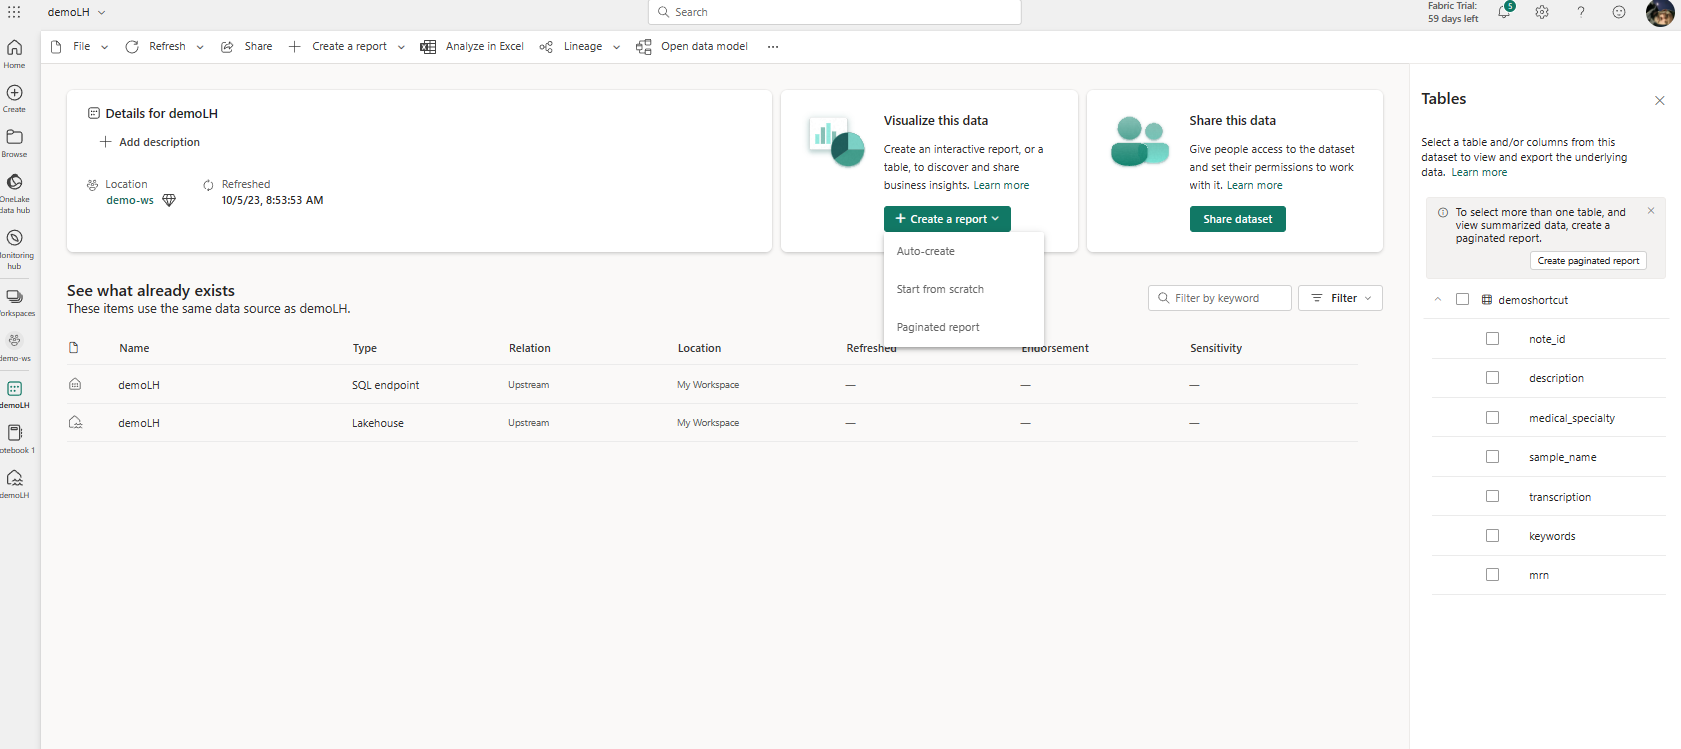 demoLH
Search
Fabric Trial:
59 days left
5
File
Refresh
Share
Create a report
Analyze in Excel
Lineage
Open data model
Home
Create
Browse
OneLake
data hub
onitoring
hub
orkspaces
demo-ws
demoLH
otebook 1
demoLH
Details for demoLH
Add description
Location
demo-ws
Refreshed
10/5/23, 8:53:53 AM
Visualize this data
Create an interactive report, or a
table, to discover and share
business insights. Learn more
Create a report
Auto-create
Start from scratch
Paginated report
Share this data
Give people access to the dataset
and set their permissions to work
with it. Learn more
Share dataset
See what already exists
These items use the same data source as demoLH.
Filter by keyword
Filter
Name Type Relation Location Refreshed Endorsement Sensitivity
demoLH SQL endpoint Upstream My Workspace — — —
demoLH Lakehouse Upstream My Workspace — — —
Tables
Select a table and/or columns from this
dataset to view and export the underlying
data. Learn more
To select more than one table, and
view summarized data, create a
paginated report.
Create paginated report
demoshortcut
note_id
description
medical_specialty
sample_name
transcription
keywords
mrn